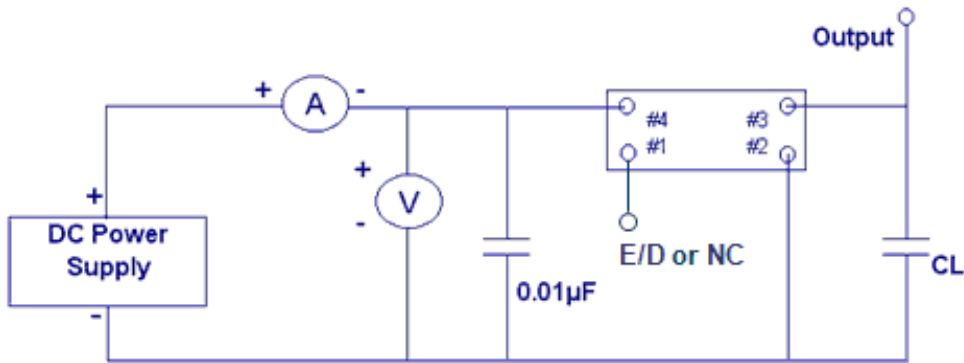 Output
+
A
-
#4
#3
#1
#2
+
V
-
+
DC Power
Supply
-
E/D or NC
0.01µF
CL